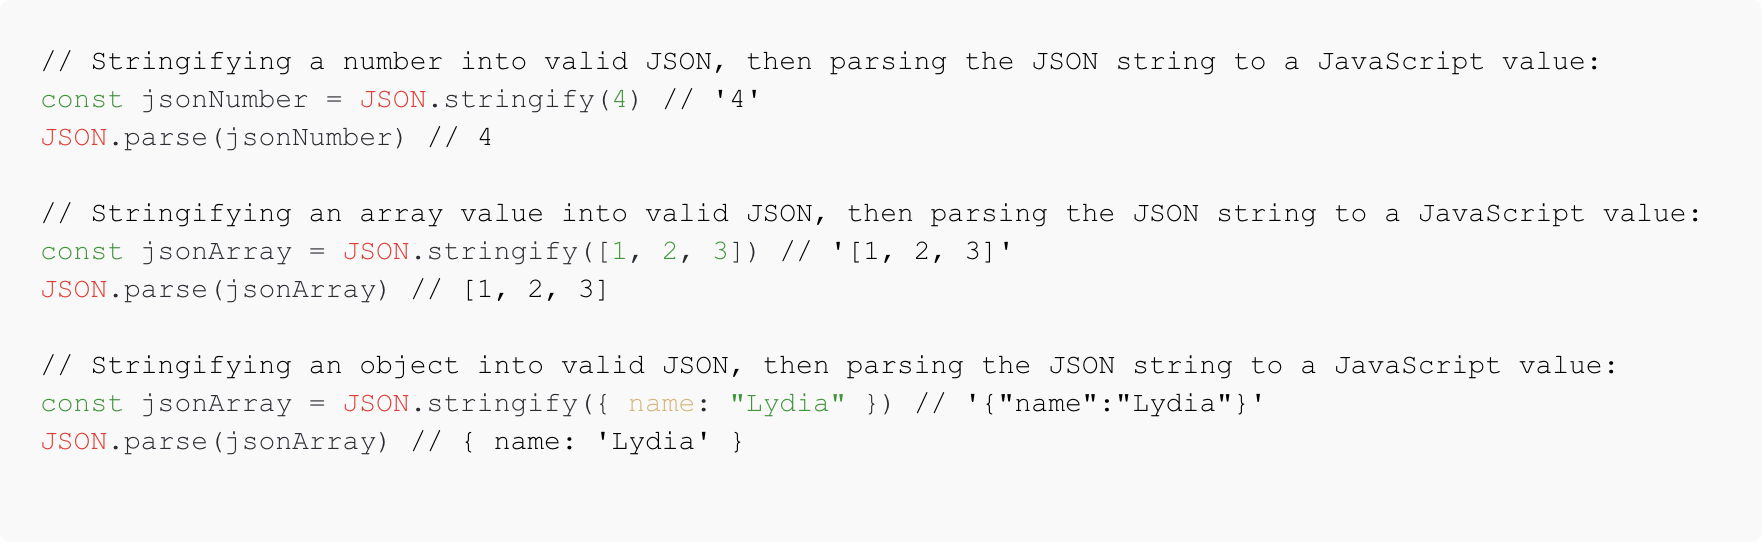 // Stringifying a number into valid JSON, then parsing the JSON string to a JavaScript value:
const jsonNumber = JSON.stringify(4) // '4'
JSON.parse(jsonNumber) // 4
// Stringifying an array value into valid JSON, then parsing the JSON string to a JavaScript value:
const jsonArray = JSON.stringify([1, 2, 3]) // '[1, 2, 3]'
JSON.parse(jsonArray) // [1, 2, 3]
// Stringifying an object into valid JSON, then parsing the JSON string to a JavaScript value:
const jsonArray = JSON.stringify({ name: "Lydia" }) // '{"name":"Lydia"}'
JSON.parse(jsonArray) // { name: 'Lydia' }